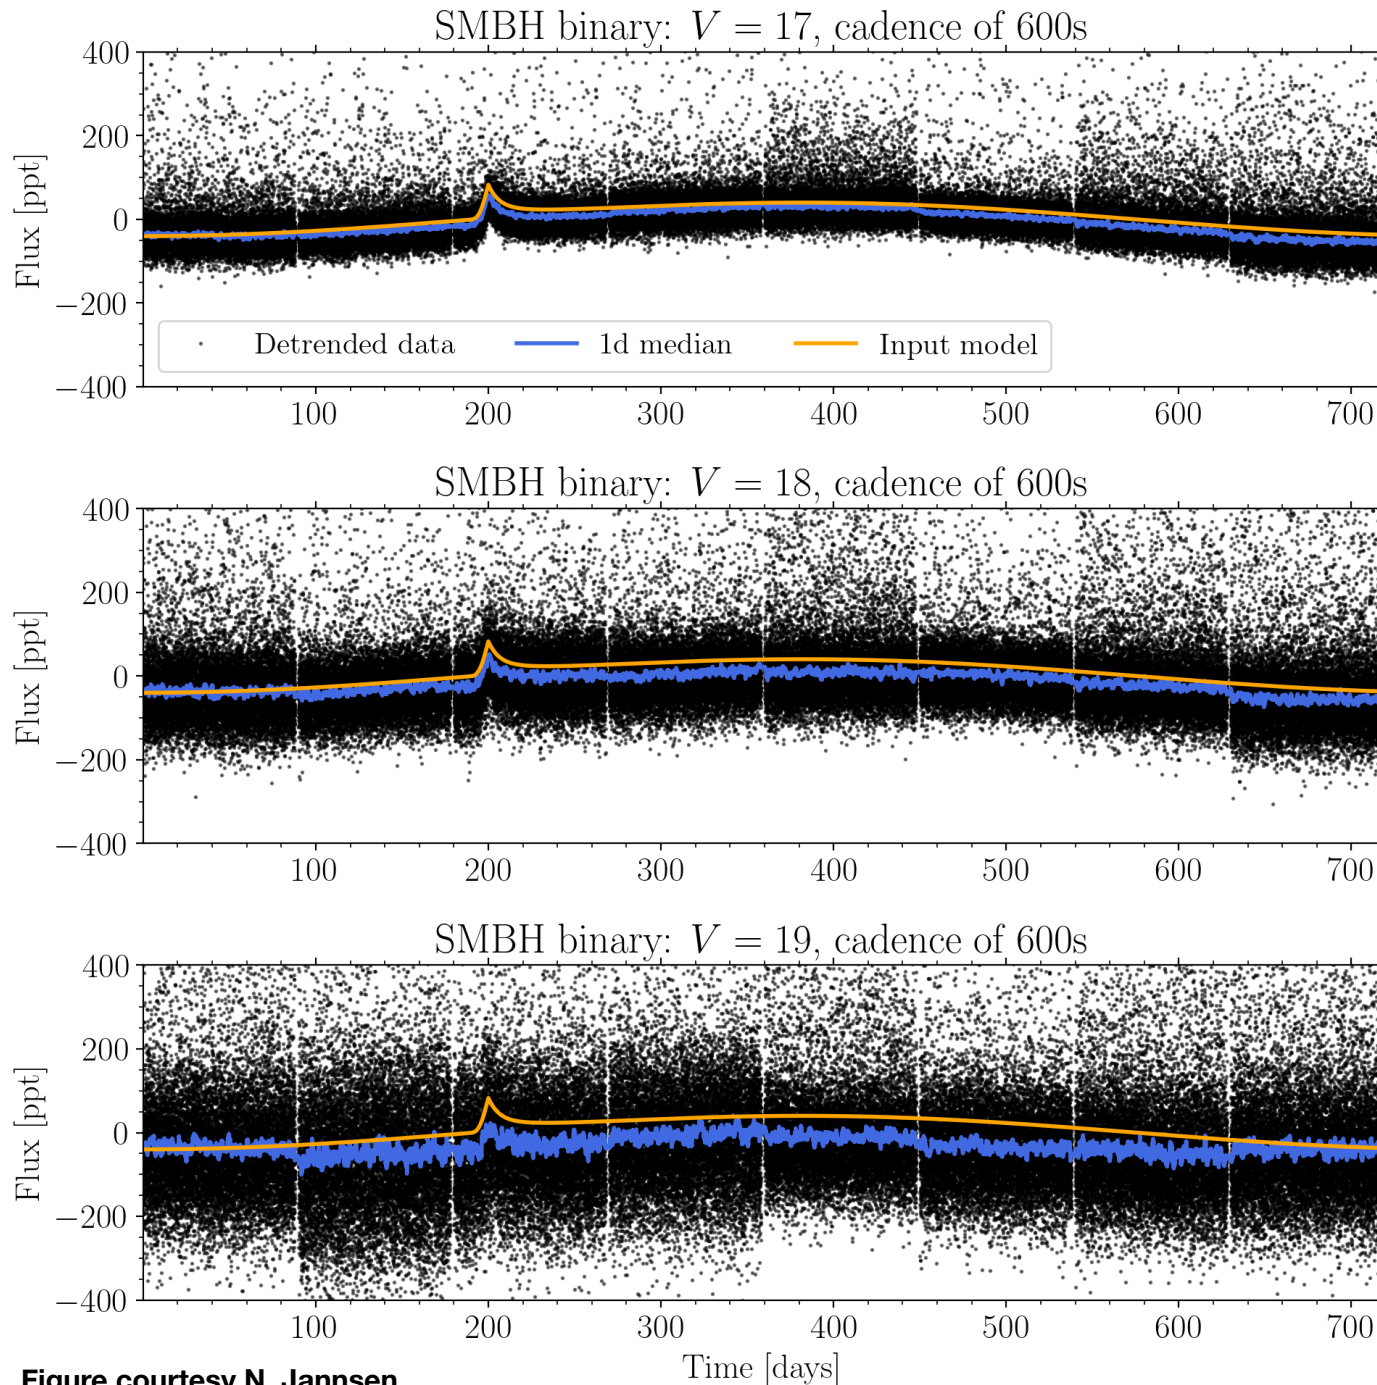 SMBH binary: V = 17, cadence of 600s
400
200
0
−200
−400
Flux [ppt]
Detrended data 1d median Input model
100 200 300 400 500 600 700
SMBH binary: V = 18, cadence of 600s
400
200
0
−200
−400
Flux [ppt]
100 200 300 400 500 600 700
SMBH binary: V = 19, cadence of 600s
400
200
0
−200
−400
Flux [ppt]
100 200 300 400 500 600 700
Time [days]
Figure courtesy N. Jannsen